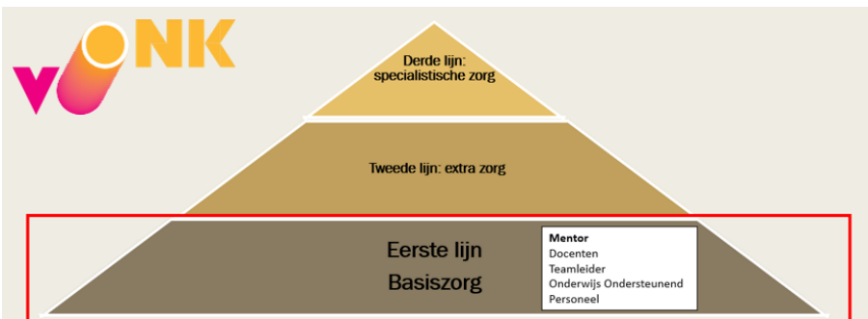 VONK
Derde lijn:
specialistische zorg
Tweede lijn: extra zorg
Eerste lijn
Basiszorg
Mentor
Docenten
Teamleider
Onderwijs Ondersteunend
Personeel